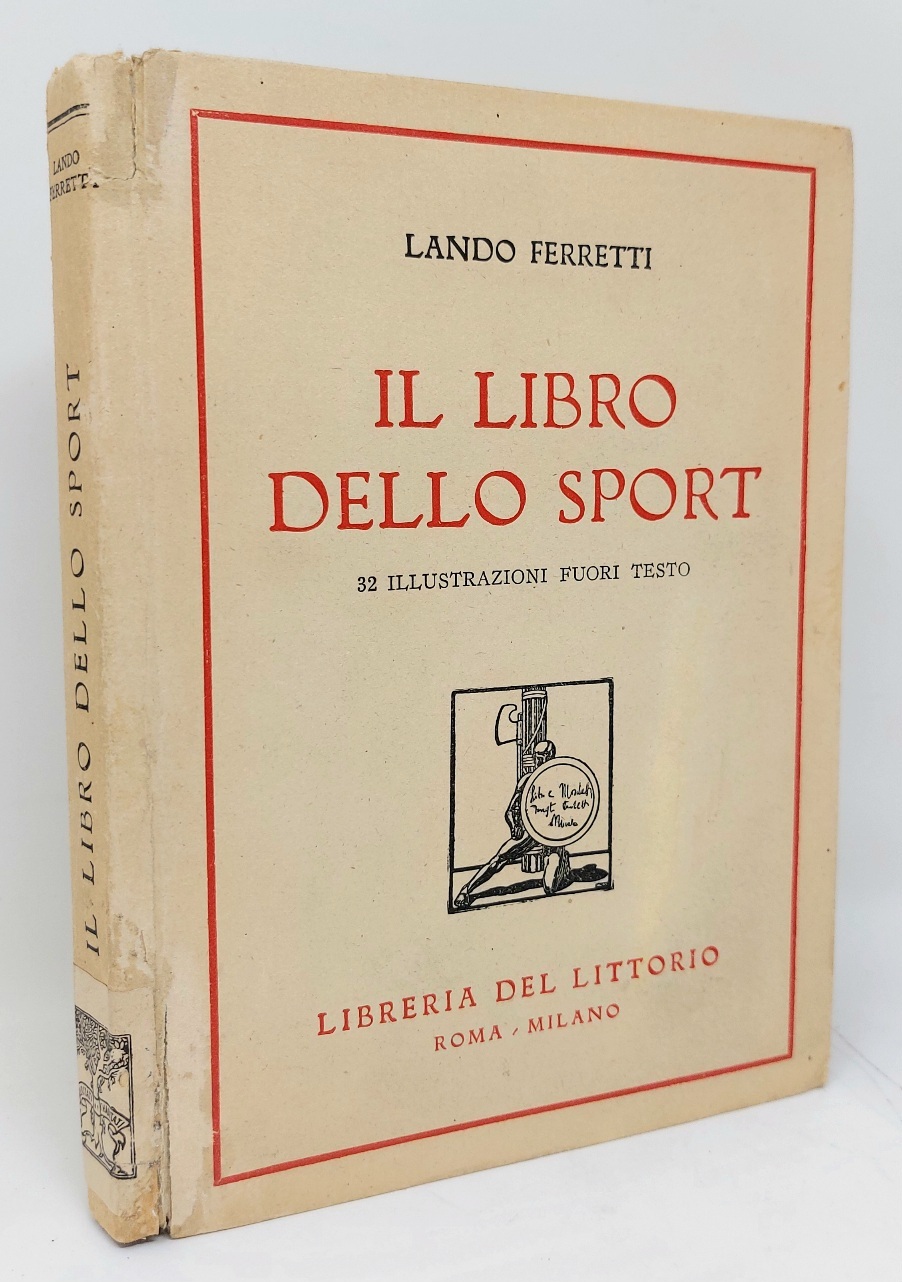 LANDO FERRETTI
IL LIBRO
DELLO SPORT
32 ILLUSTRAZIONI FUORI TESTO
LIBRERIA DEL LITTORIO
ROMA - MILANO
LANDO
FERRETTI
IL LIBRO DELLO SPORT